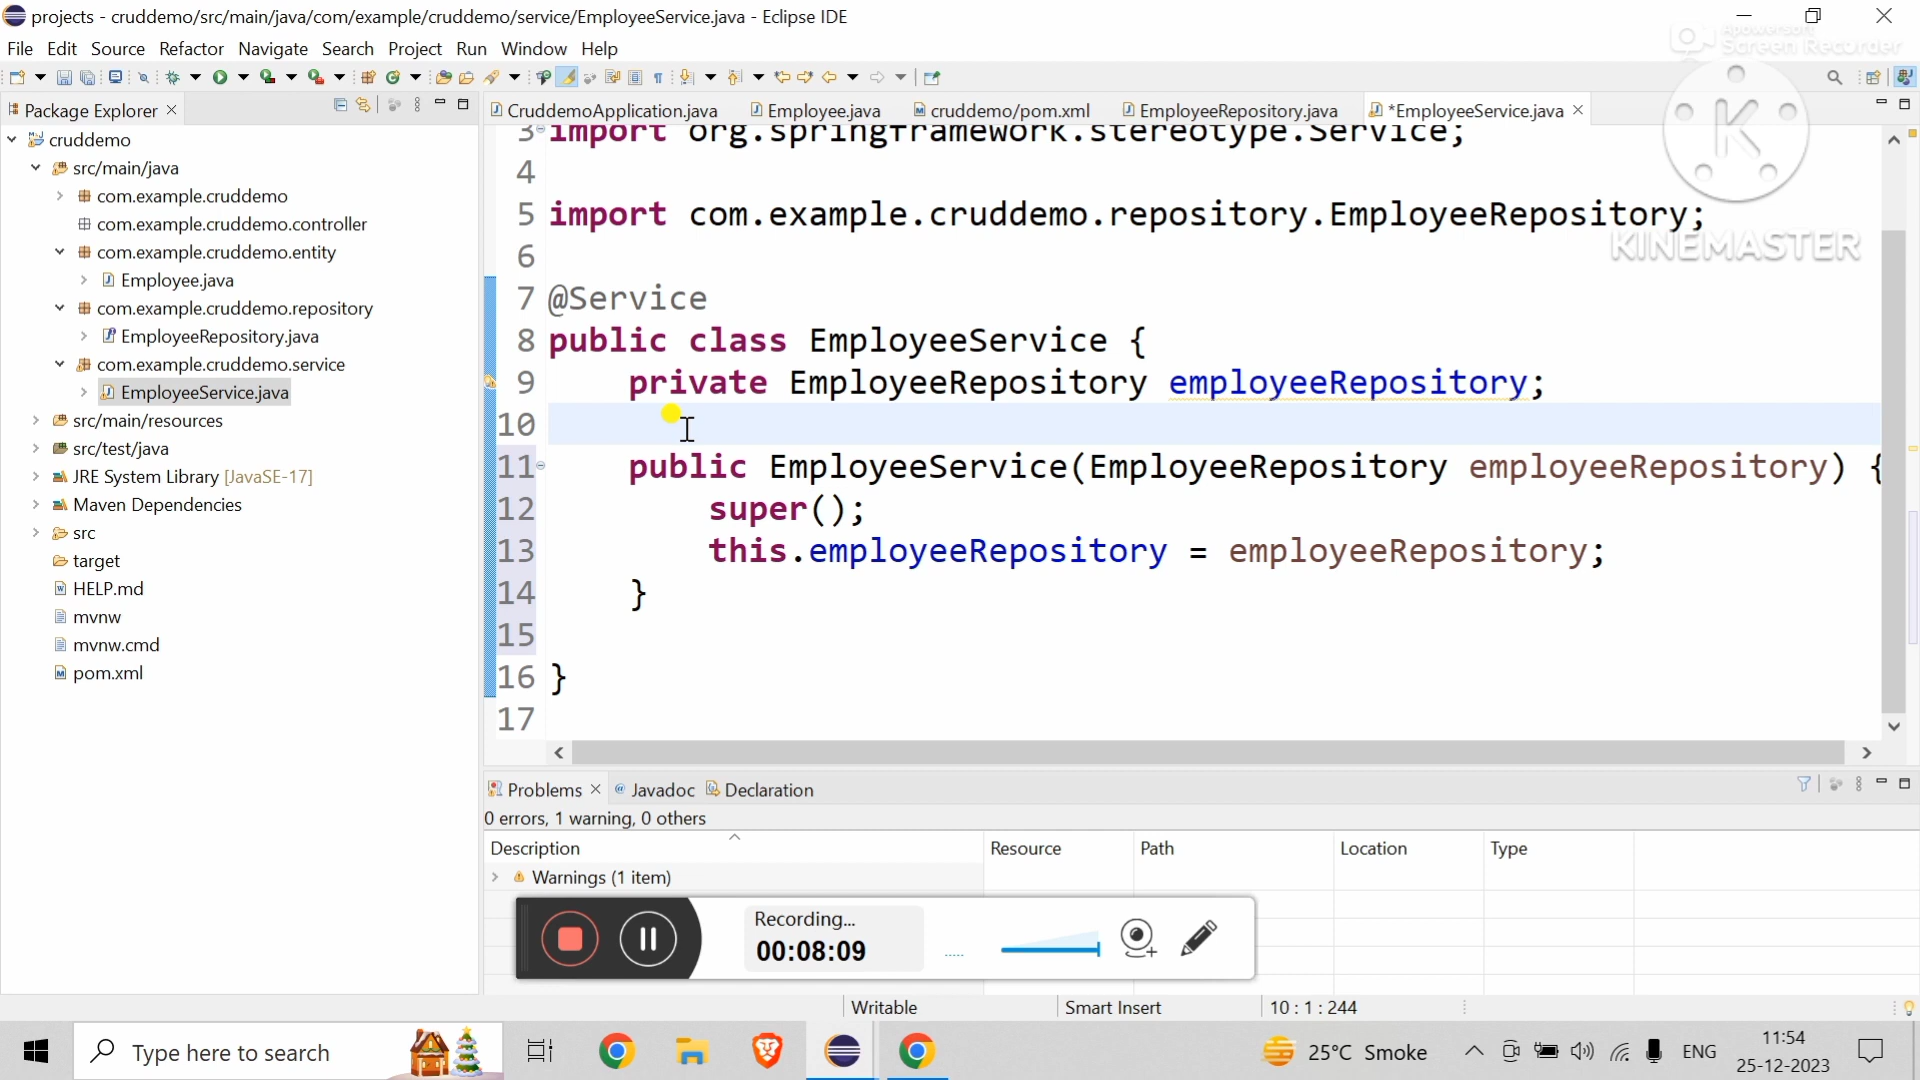 projects - cruddemo/src/main/java/com/example/cruddemo/service/EmployeeService.java - Eclipse IDE
File Edit Source Refactor Navigate Search Project Run Window Help
Apowersoft
Screen Recorder
Package Explorer
cruddemo
src/main/java
com.example.cruddemo
com.example.cruddemo.controller
com.example.cruddemo.entity
Employee.java
com.example.cruddemo.repository
EmployeeRepository.java
com.example.cruddemo.service
EmployeeService.java
src/main/resources
src/test/java
JRE System Library [JavaSE-17]
Maven Dependencies
src
target
HELP.md
mvnw
mvnw.cmd
pom.xml
CruddemoApplication.java Employee.java cruddemo/pom.xml EmployeeRepository.java *EmployeeService.java
K
KINEMASTER
3 import org.springframework.stereotype.Service;
4
5 import com.example.cruddemo.repository.EmployeeRepository;
6
7 @Service
8 public class EmployeeService {
9 private EmployeeRepository employeeRepository;
10
11 public EmployeeService(EmployeeRepository employeeRepository) {
12 super();
13 this.employeeRepository = employeeRepository;
14 }
15
16 }
17
Problems @ Javadoc Declaration
0 errors, 1 warning, 0 others
Description Resource Path Location Type
Warnings (1 item)
Recording...
00:08:09
Writable Smart Insert 10 : 1 : 244
Type here to search
25°C Smoke
ENG
11:54
25-12-2023